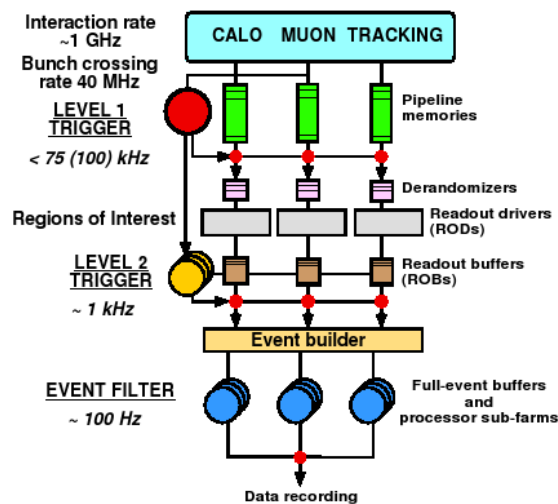 Interaction rate
~1 GHz
CALO MUON TRACKING
Bunch crossing
rate 40 MHz
LEVEL 1
TRIGGER
< 75 (100) kHz
Pipeline
memories
Derandomizers
Regions of Interest
Readout drivers
(RODs)
LEVEL 2
TRIGGER
~ 1 kHz
Readout buffers
(ROBs)
Event builder
EVENT FILTER
~ 100 Hz
Full-event buffers
and
processor sub-farms
Data recording